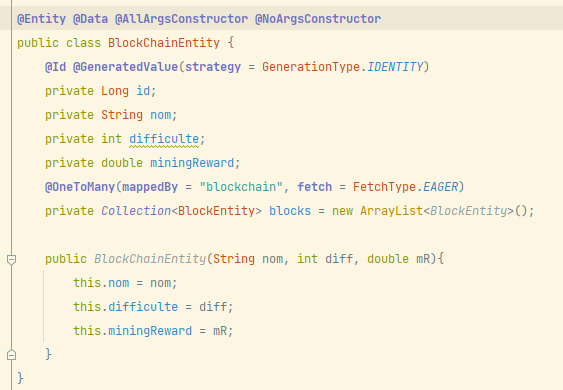 @Entity @Data @AllArgsConstructor @NoArgsConstructor
public class BlockChainEntity {
@Id @GeneratedValue(strategy = GenerationType.IDENTITY)
private Long id;
private String nom;
private int difficulte;
private double miningReward;
@OneToMany(mappedBy = "blockchain", fetch = FetchType.EAGER)
private Collection<BlockEntity> blocks = new ArrayList<BlockEntity>();
public BlockChainEntity(String nom, int diff, double mR){
this.nom = nom;
this.difficulte = diff;
this.miningReward = mR;
}
}